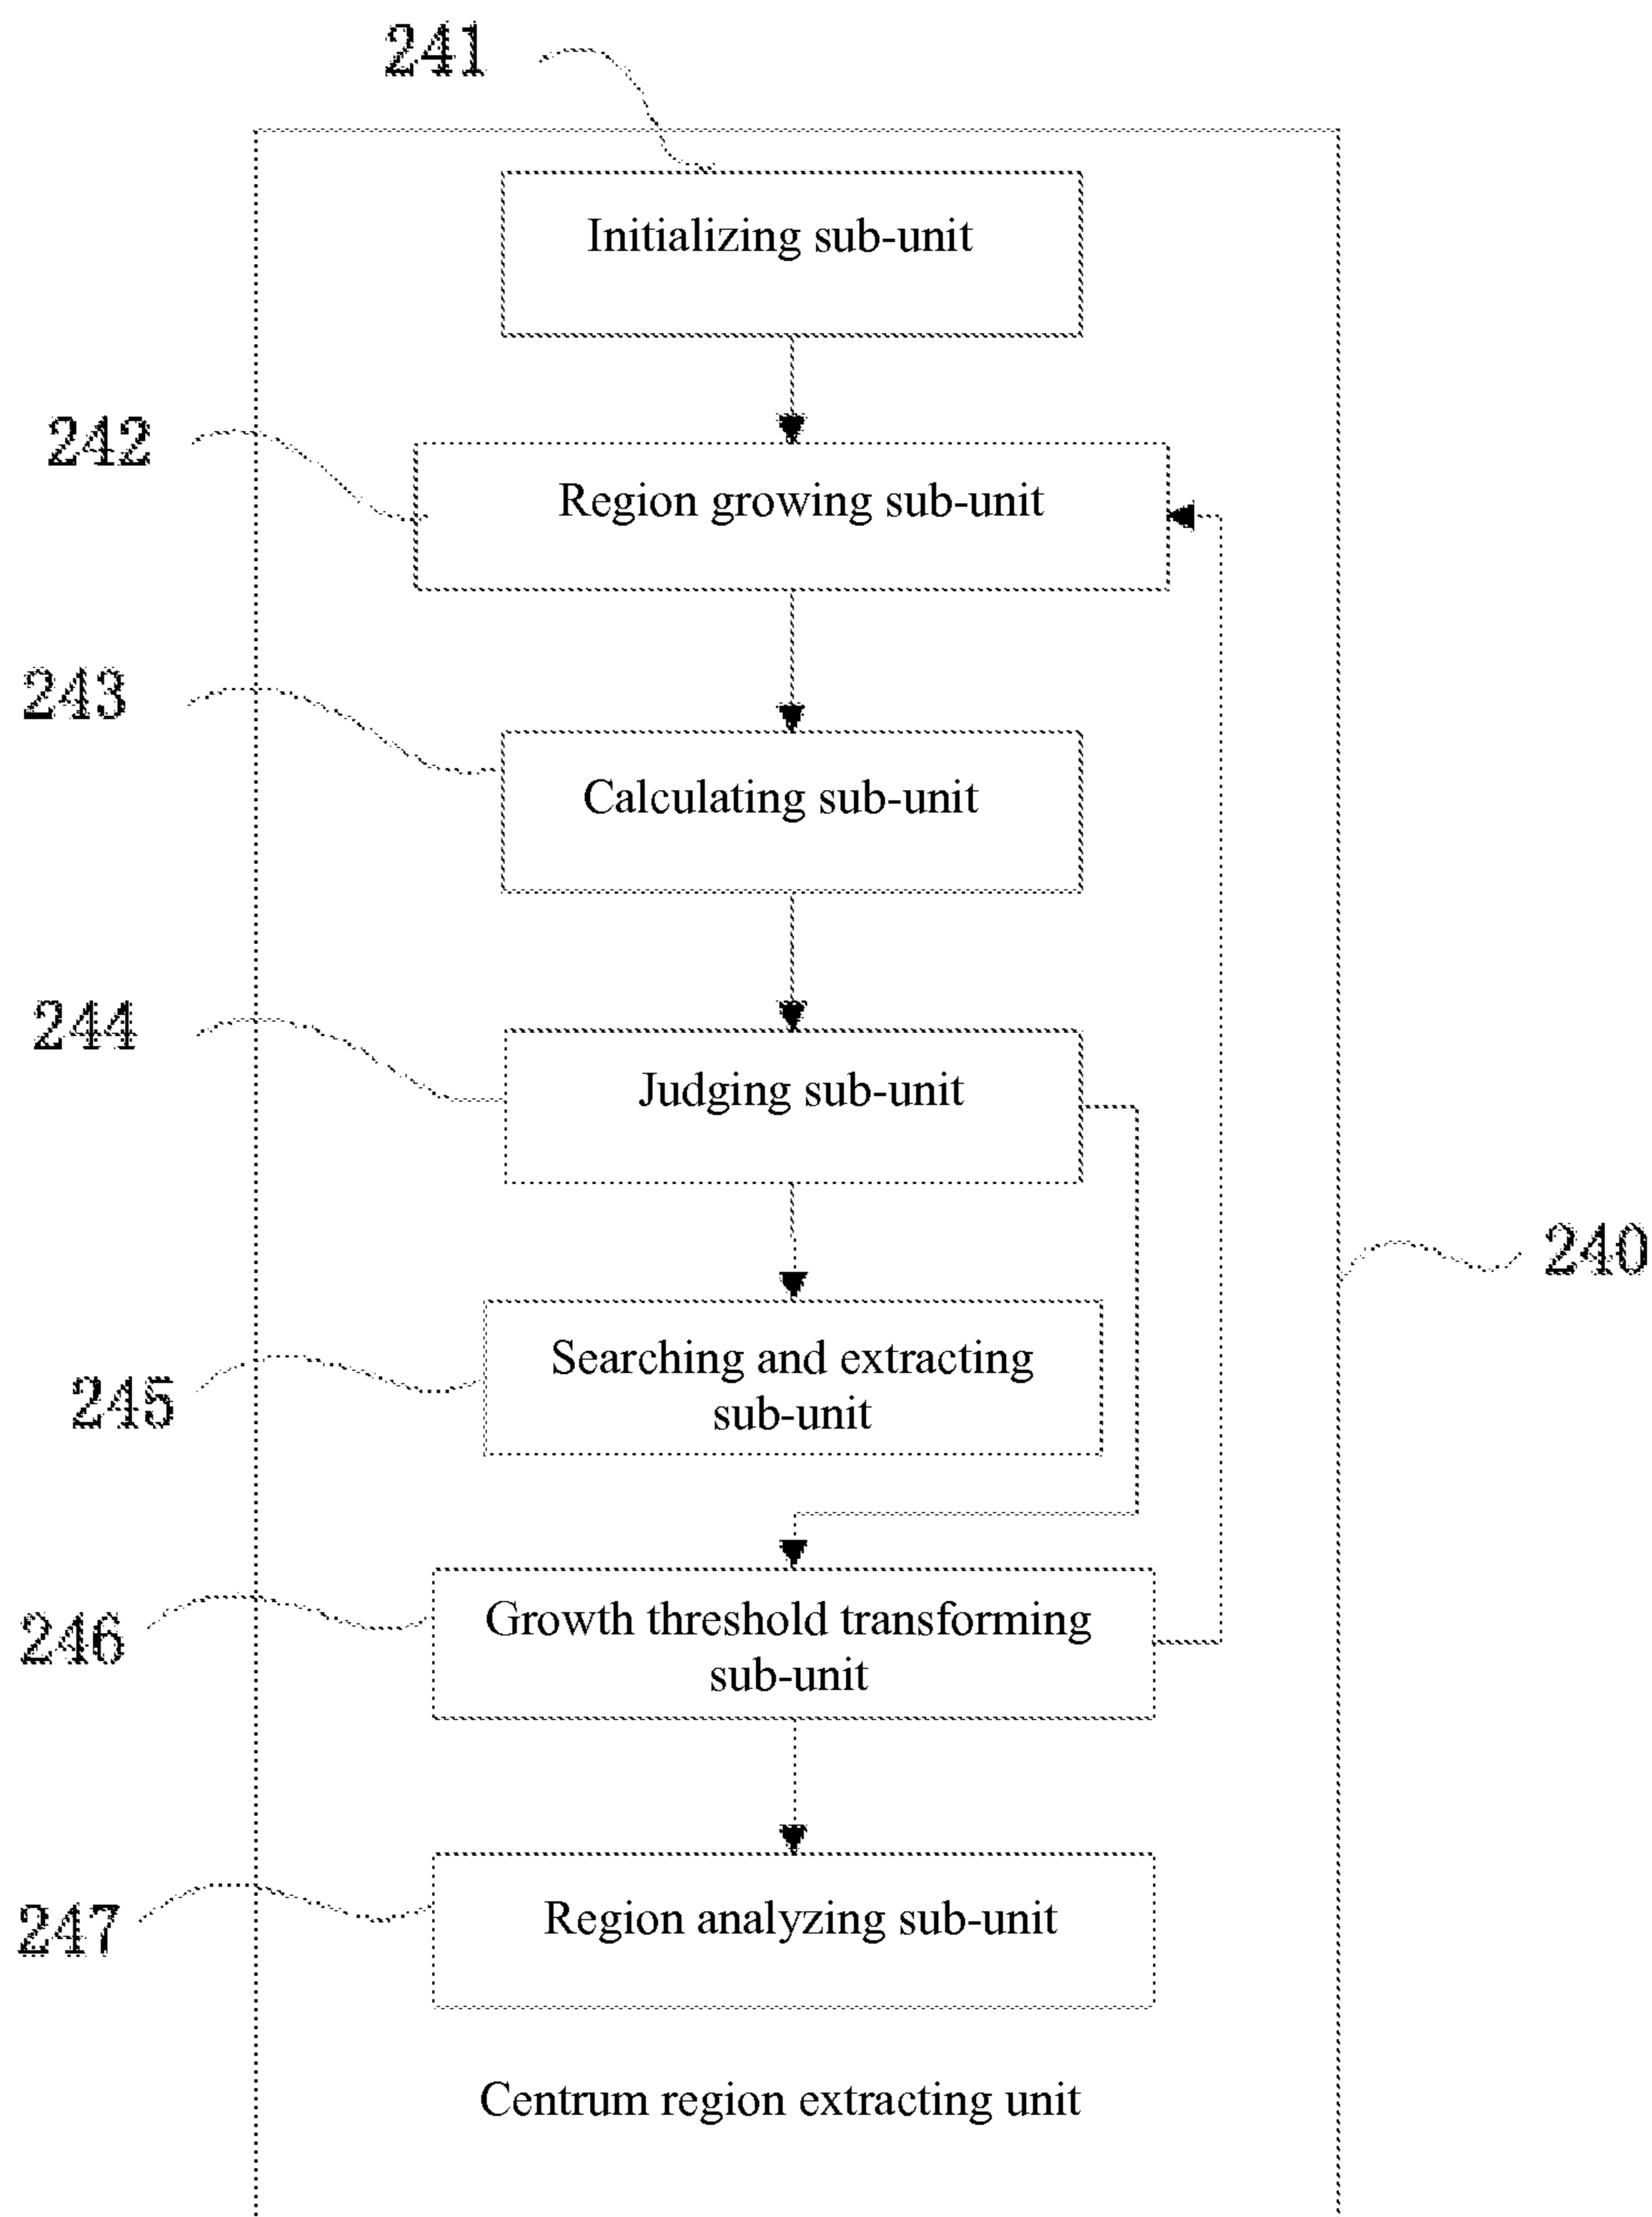 241
Initializing sub-unit
242
Region growing sub-unit
243
Calculating sub-unit
244
Judging sub-unit
240
245
Searching and extracting
sub-unit
246
Growth threshold transforming
sub-unit
247
Region analyzing sub-unit
Centrum region extracting unit